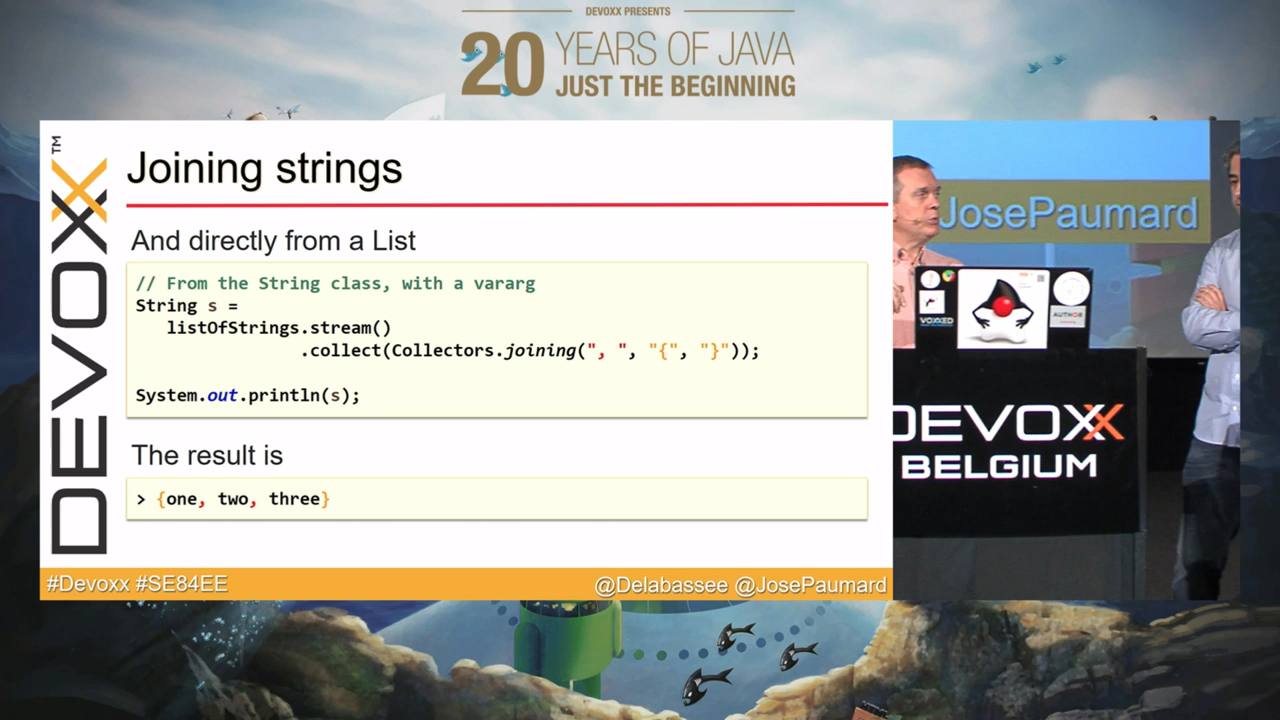 DEVOXX PRESENTS
20 YEARS OF JAVA
JUST THE BEGINNING
DEVOXX™
Joining strings
And directly from a List
// From the String class, with a vararg
String s =
listOfStrings.stream()
.collect(Collectors.joining(", ", "{", "}"));
System.out.println(s);
The result is
> {one, two, three}
#Devoxx #SE84EE
@Delabassee @JosePaumard
JosePaumard
VOXXED
AUTHOR
DEVOXX
BELGIUM